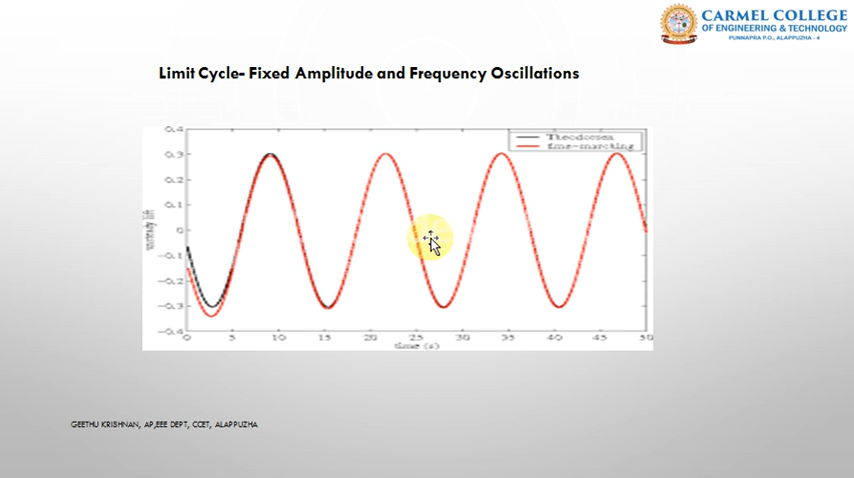 CARMEL COLLEGE
OF ENGINEERING & TECHNOLOGY
PUNNAPRA P.O., ALAPPUZHA - 4
Limit Cycle- Fixed Amplitude and Frequency Oscillations
0.4
Theodorsen
time-marching
0.3
0.2
0.1
0
-0.1
-0.2
-0.3
-0.4
0 5 10 15 20 25 30 35 40 45 50
time (s)
GEETHU KRISHNAN, AP,EEE DEPT, CCET, ALAPPUZHA